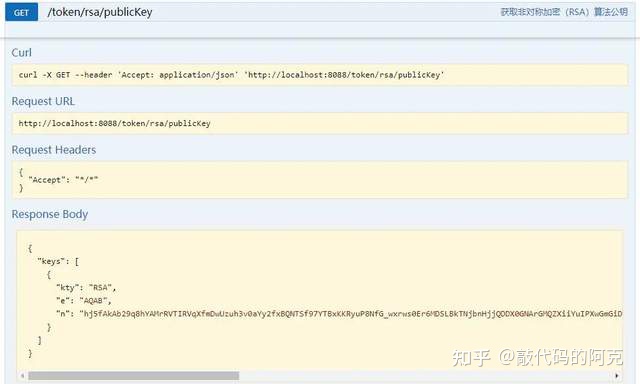 GET /token/rsa/publicKey 获取非对称加密（RSA）算法公钥
Curl
curl -X GET --header 'Accept: application/json' 'http://localhost:8088/token/rsa/publicKey'
Request URL
http://localhost:8088/token/rsa/publicKey
Request Headers
{
"Accept": "*/*"
}
Response Body
{
"keys": [
{
"kty": "RSA",
"e": "AQAB",
"n":
}
]
}
知乎 @敲代码的阿克